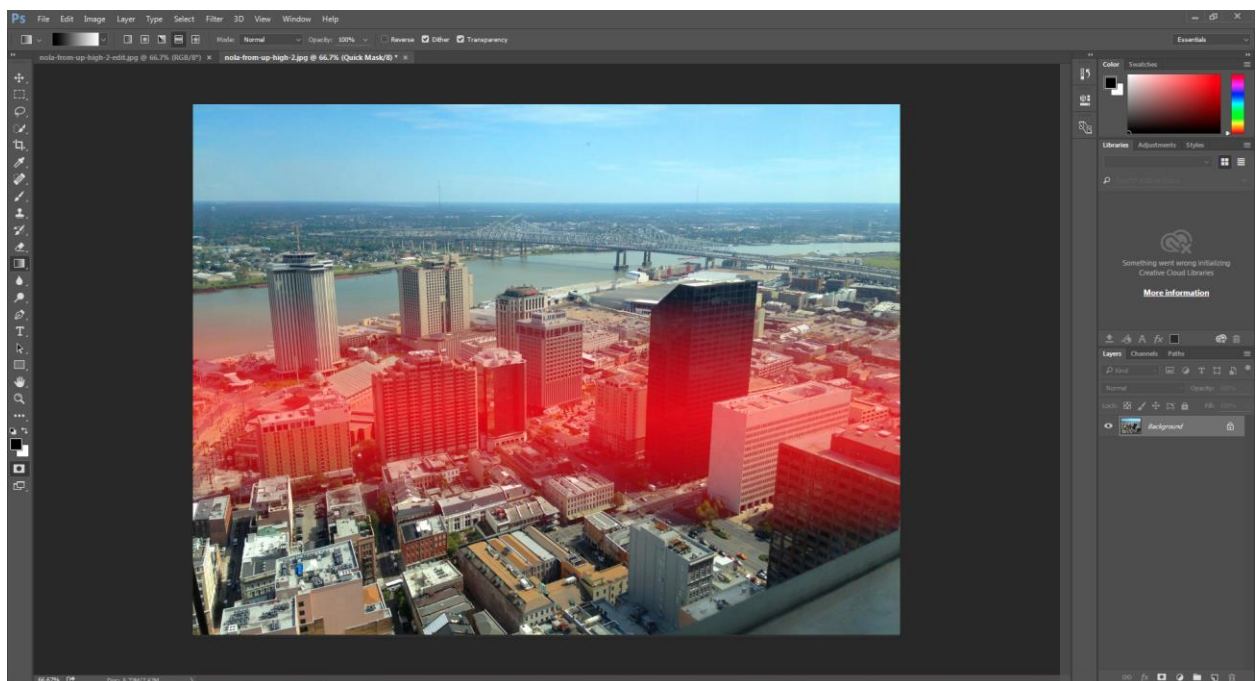 Ps File Edit Image Layer Type Select Filter 3D View Window Help
Mode: Normal Opacity: 100% Reverse Dither Transparency Essentials
nola-from-up-high-2-edit.jpg @ 66.7% (RGB/8*) × nola-from-up-high-2.jpg @ 66.7% (Quick Mask/8) * ×
Color Swatches
Libraries Adjustments Styles
Something went wrong initializing
Creative Cloud Libraries
More information
Layers Channels Paths
Kind
Normal Opacity: 100%
Lock: Fill: 100%
Background
66.67%